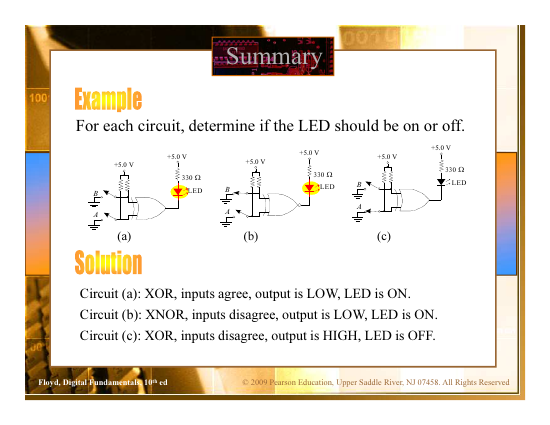 Summary
Example
For each circuit, determine if the LED should be on or off.
+5.0 V
+5.0 V
330 Ω
LED
B
A
(a)
+5.0 V
+5.0 V
330 Ω
LED
B
A
(b)
+5.0 V
+5.0 V
330 Ω
LED
B
A
(c)
Solution
Circuit (a): XOR, inputs agree, output is LOW, LED is ON.
Circuit (b): XNOR, inputs disagree, output is LOW, LED is ON.
Circuit (c): XOR, inputs disagree, output is HIGH, LED is OFF.
Floyd, Digital Fundamentals, 10th ed
© 2009 Pearson Education, Upper Saddle River, NJ 07458. All Rights Reserved